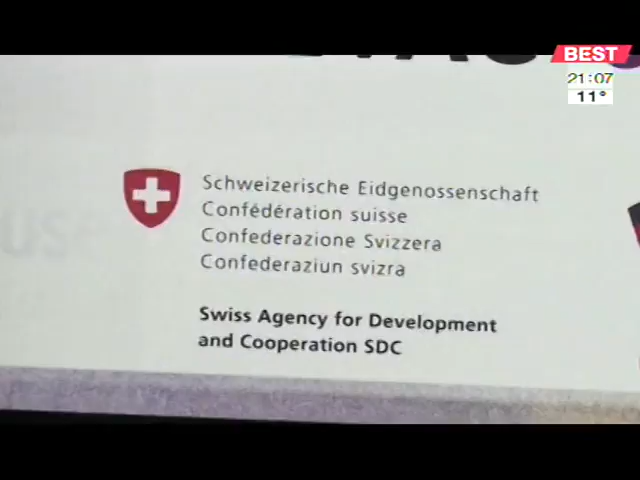 BEST
21:07
11°
Schweizerische Eidgenossenschaft
Confédération suisse
Confederazione Svizzera
Confederaziun svizra
Swiss Agency for Development
and Cooperation SDC